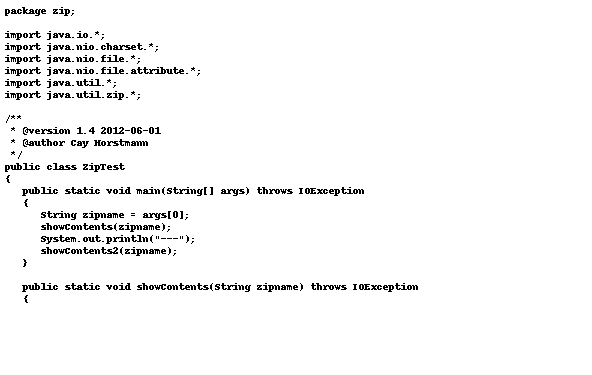 package zip;

import java.io.*;
import java.nio.charset.*;
import java.nio.file.*;
import java.nio.file.attribute.*;
import java.util.*;
import java.util.zip.*;

/**
 * @version 1.4 2012-06-01
 * @author Cay Horstmann
 */
public class ZipTest
{
   public static void main(String[] args) throws IOException
   {
      String zipname = args[0];
      showContents(zipname);
      System.out.println("---");
      showContents2(zipname);
   }

   public static void showContents(String zipname) throws IOException
   {